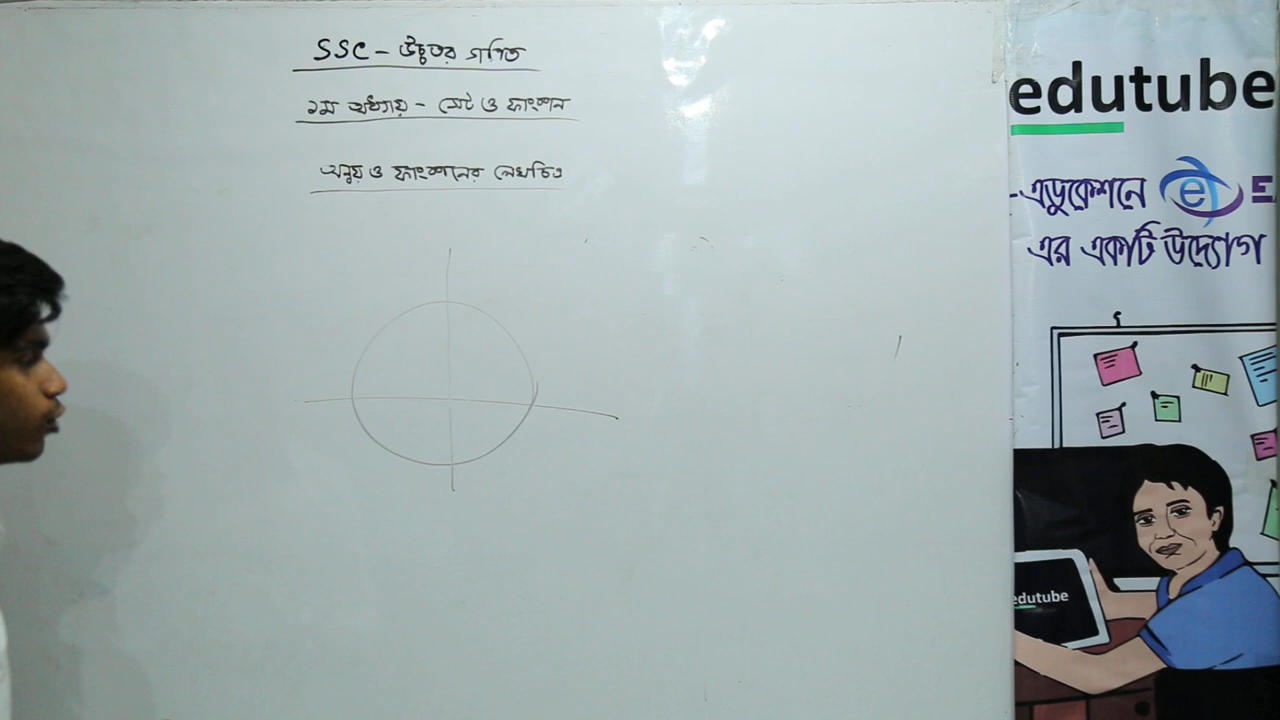 SSC - উচ্চতর গণিত
১ম অধ্যায় - সেট ও ফাংশন
অন্বয় ও ফাংশনের লেখচিত্র
edutube
-এডুকেশনে e E
এর একটি উদ্যোগ
edutube